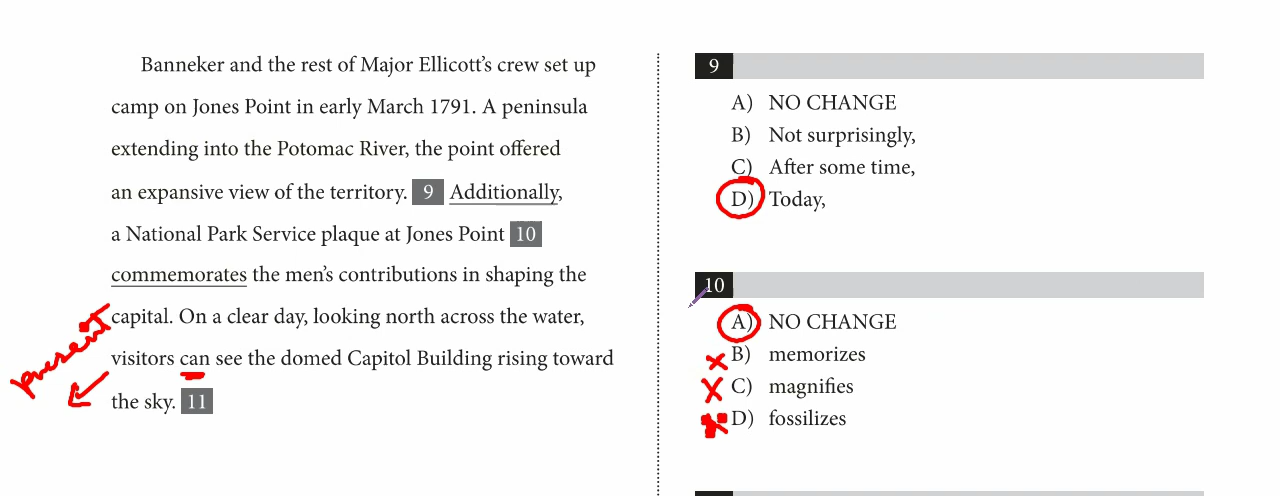 Banneker and the rest of Major Ellicott's crew set up
camp on Jones Point in early March 1791. A peninsula
extending into the Potomac River, the point offered
an expansive view of the territory. 9 Additionally,
a National Park Service plaque at Jones Point 10
commemorates the men's contributions in shaping the
capital. On a clear day, looking north across the water,
visitors can see the domed Capitol Building rising toward
the sky. 11
present
9
A) NO CHANGE
B) Not surprisingly,
C) After some time,
D) Today,
10
A) NO CHANGE
B) memorizes
C) magnifies
D) fossilizes